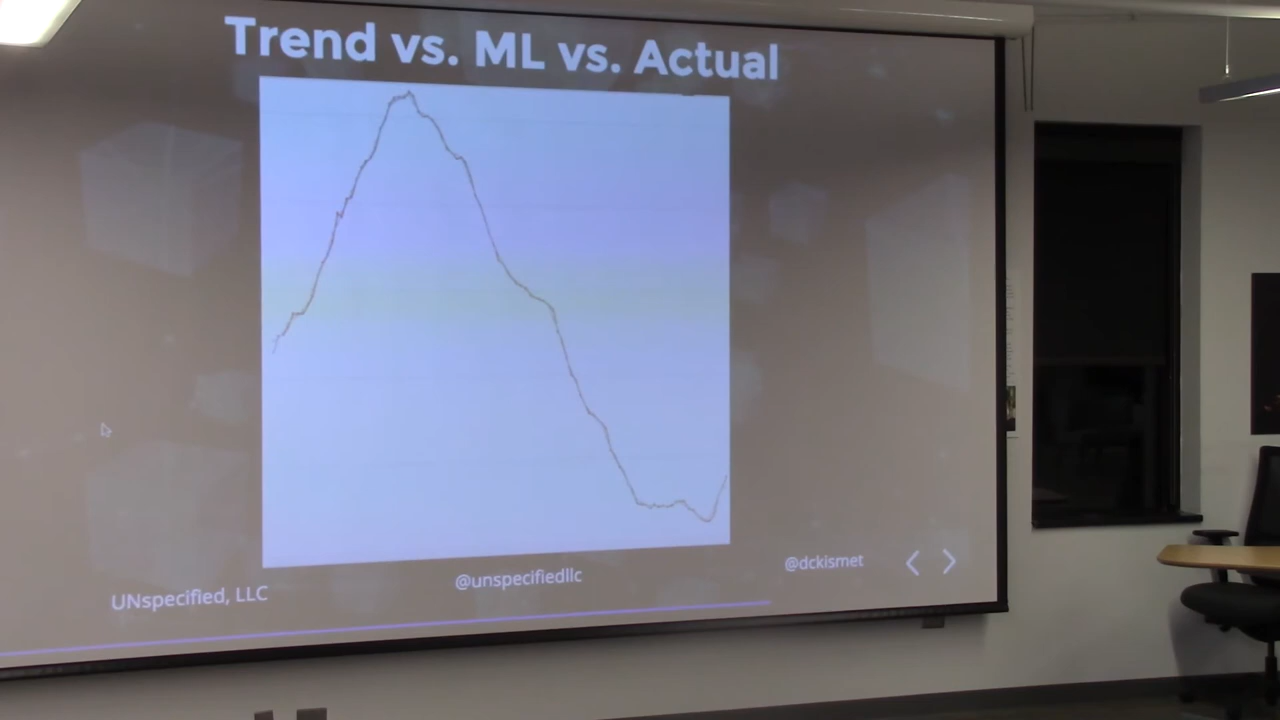 Trend vs. ML vs. Actual
UNspecified, LLC
@unspecifiedllc
@dckismet